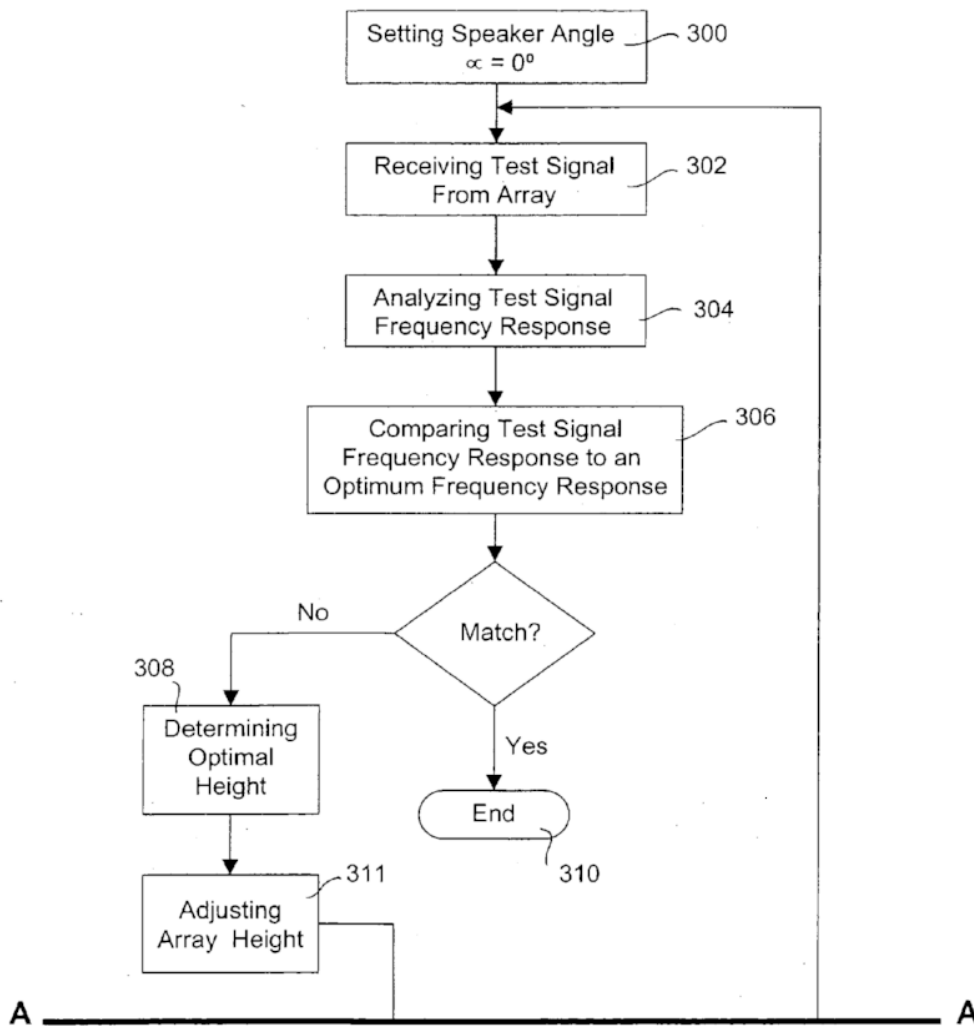 Setting Speaker Angle
∝ = 0º
300
Receiving Test Signal
From Array
302
Analyzing Test Signal
Frequency Response
304
Comparing Test Signal
Frequency Response to an
Optimum Frequency Response
306
Match?
No
Yes
308
Determining
Optimal
Height
End
310
311
Adjusting
Array Height
A
A